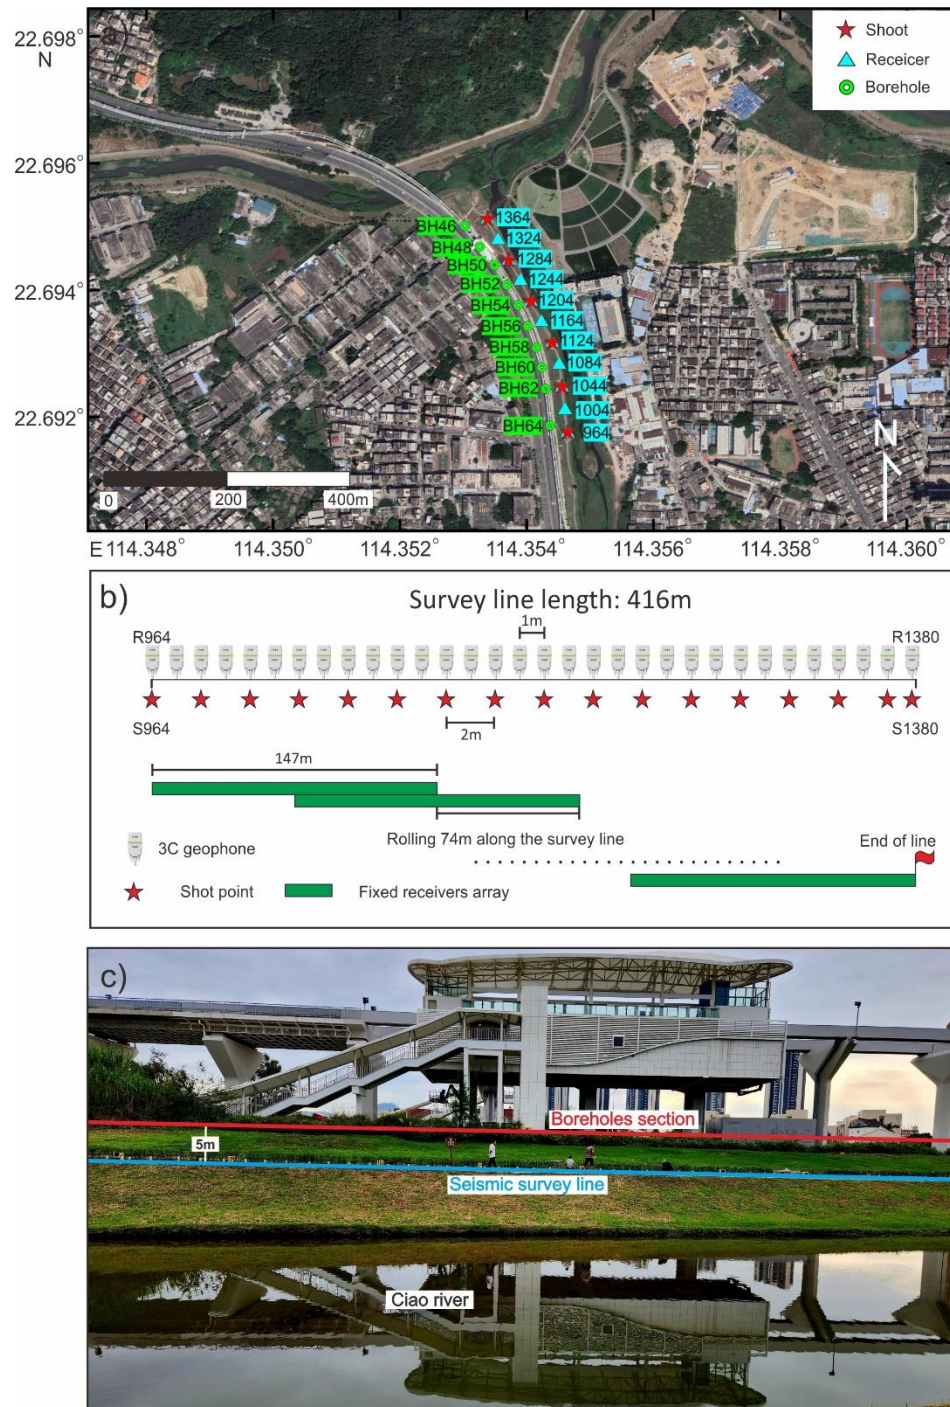 22.698°
N
22.696°
22.694°
22.692°
Shoot
Receicer
Borehole
BH46
BH48
BH50
BH52
BH54
BH56
BH58
BH60
BH62
BH64
1364
1324
1284
1244
1204
1164
1124
1084
1044
1004
964
N
0 200 400m
E 114.348° 114.350° 114.352° 114.354° 114.356° 114.358° 114.360°
b)
Survey line length: 416m
1m
R964 R1380
S964 S1380
2m
147m
Rolling 74m along the survey line
End of line
3C geophone
Shot point
Fixed receivers array
c)
Boreholes section
5m
Seismic survey line
Ciao river